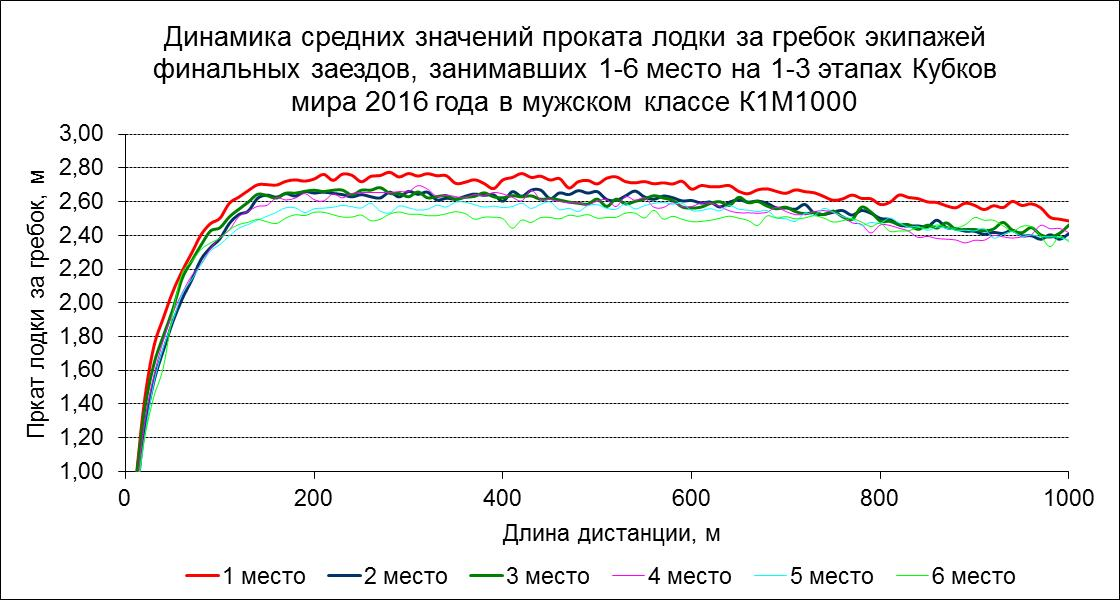 Динамика средних значений проката лодки за гребок экипажей
финальных заездов, занимавших 1-6 место на 1-3 этапах Кубков
мира 2016 года в мужском классе К1М1000
Пркат лодки за гребок, м
3,00
2,80
2,60
2,40
2,20
2,00
1,80
1,60
1,40
1,20
1,00
0 200 400 600 800 1000
Длина дистанции, м
1 место 2 место 3 место 4 место 5 место 6 место